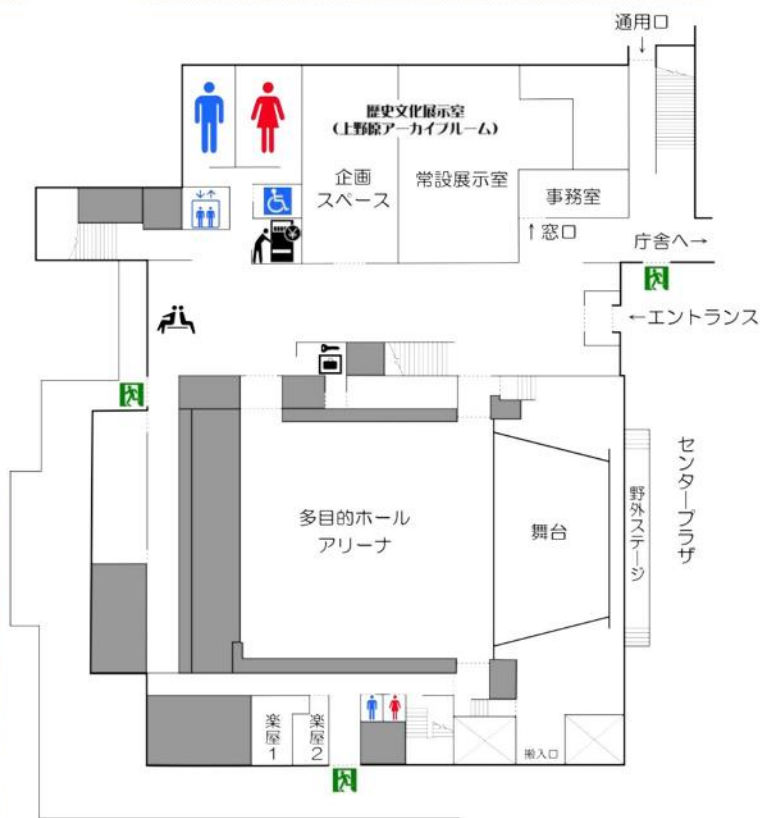 通用口
↓
歴史文化展示室
(上野原アーカイブルーム)
企画
スペース
常設展示室
事務室
↑窓口
庁舎へ→
←エントランス
多目的ホール
アリーナ
舞台
野外ステージ
センタープラザ
楽屋1
楽屋2
搬入口